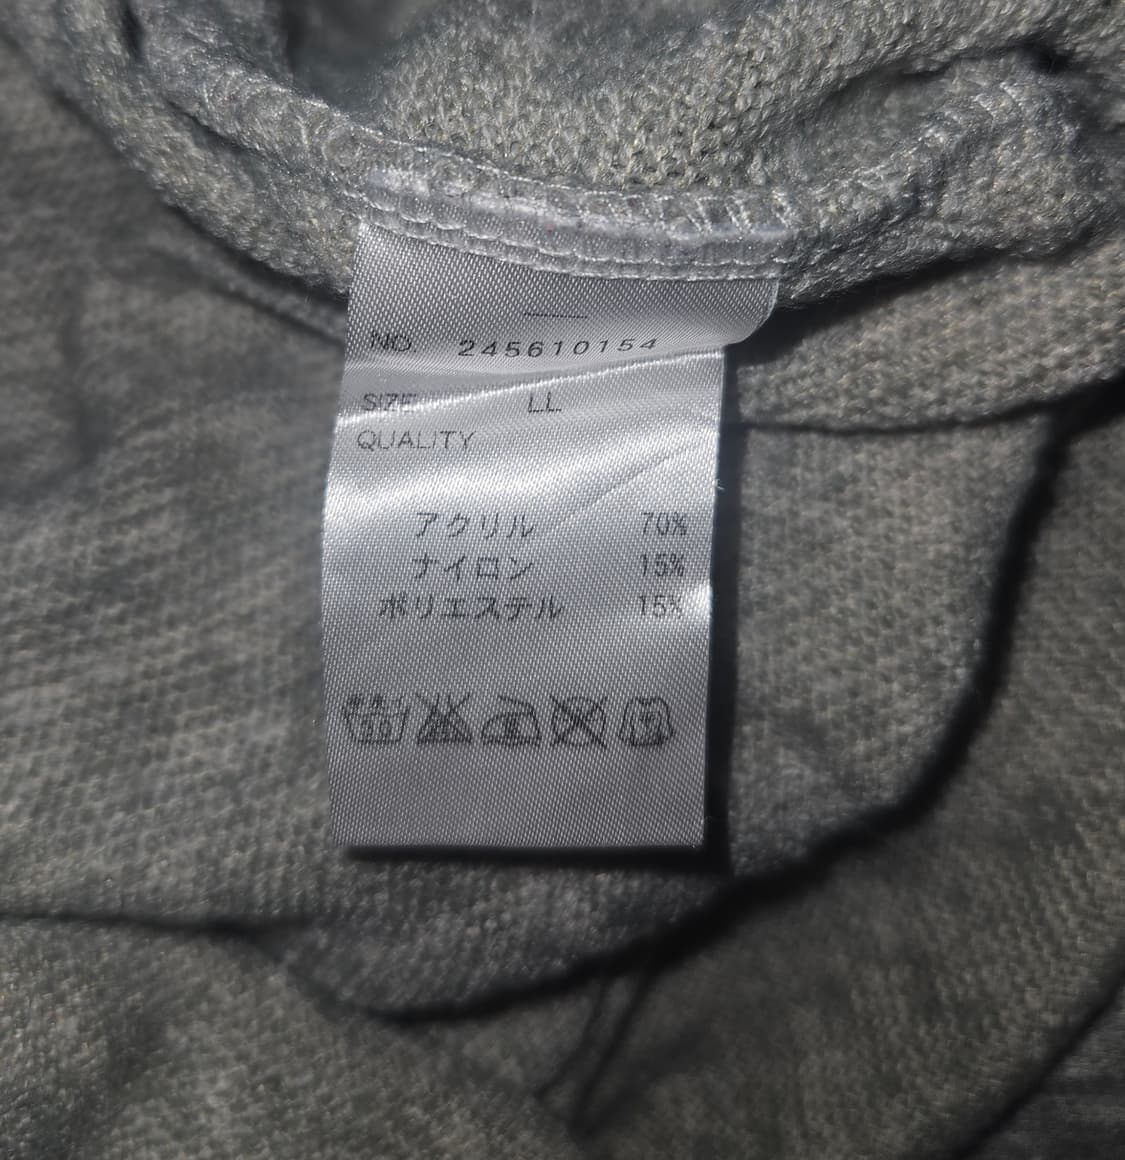 NO. 245610154
SIZE LL
QUALITY
アクリル 70%
ナイロン 15%
ポリエステル 15%